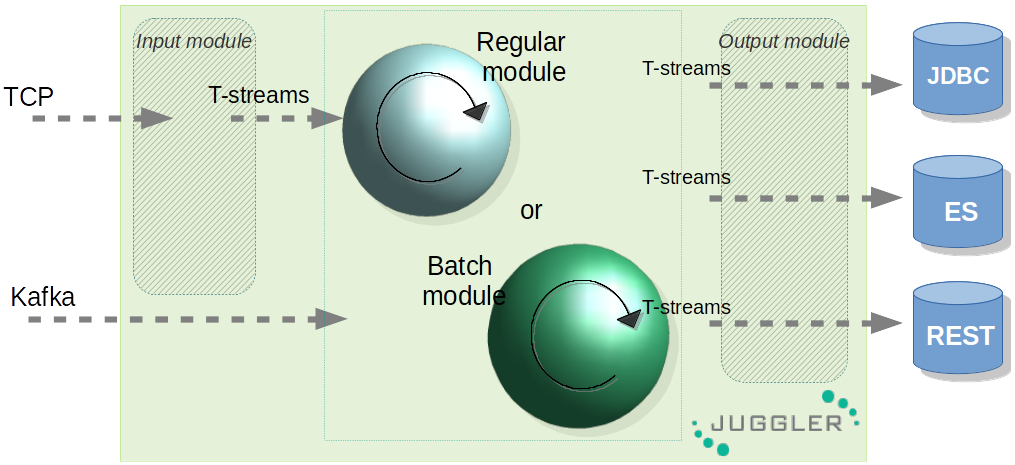 Input module
Regular
module
Output module
TCP
T-streams
T-streams
JDBC
or
T-streams
ES
Batch
module
Kafka
T-streams
REST
JUGGLER